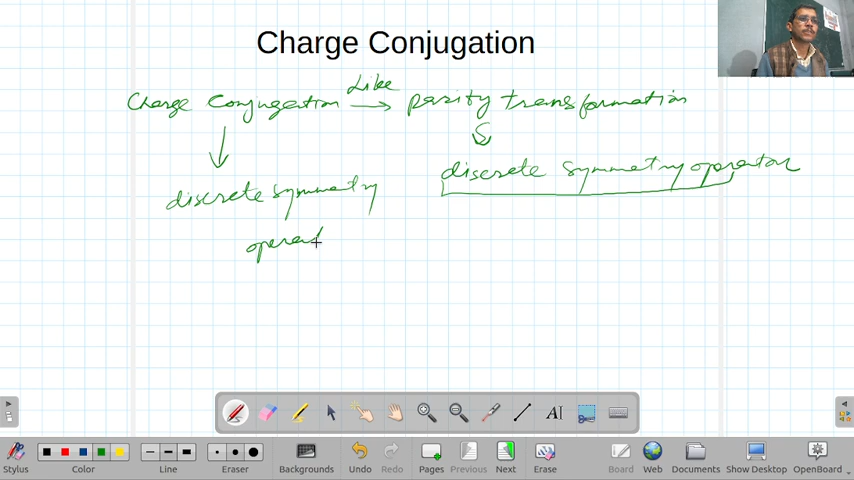 Charge Conjugation
Like
Charge Conjugation → parity transformation
discrete symmetry operator
discrete symmetry
operat
Stylus
Color
Line
Eraser
Backgrounds
Undo
Redo
Pages
Previous
Next
Erase
Board
Web
Documents
Show Desktop
OpenBoard